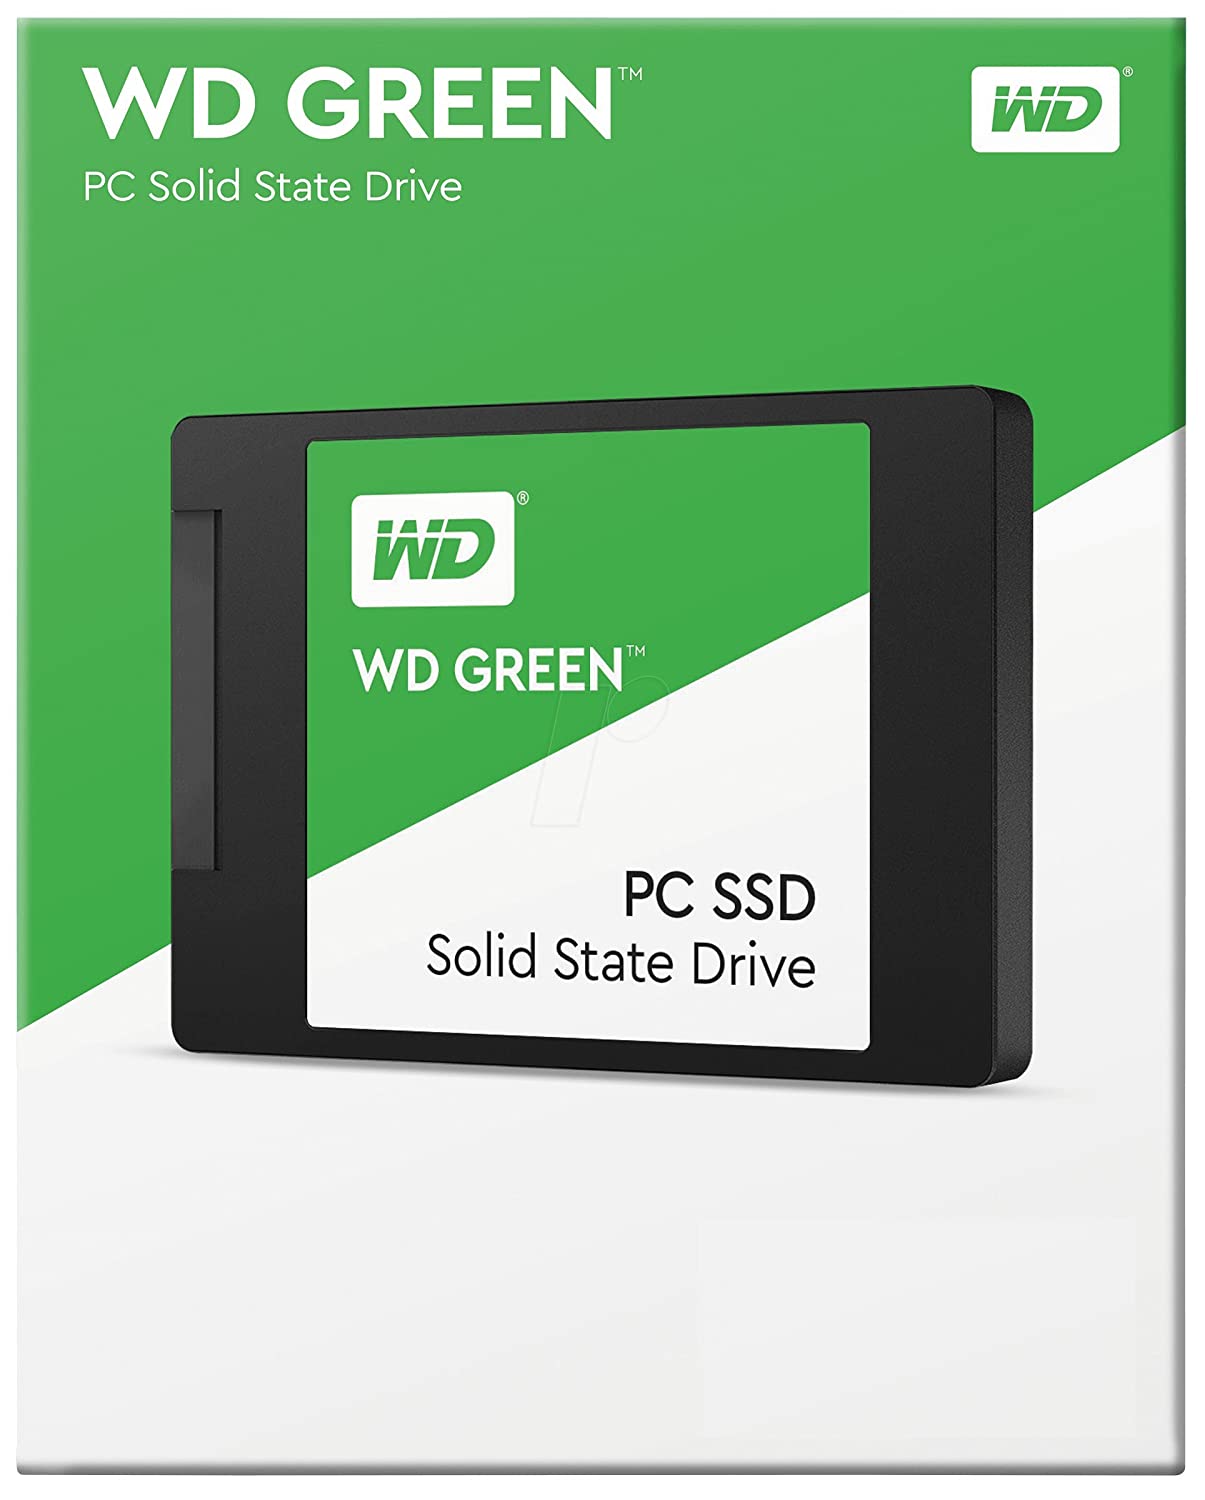 WD GREEN™
PC Solid State Drive
WD®
WD®
WD GREEN™
PC SSD
Solid State Drive